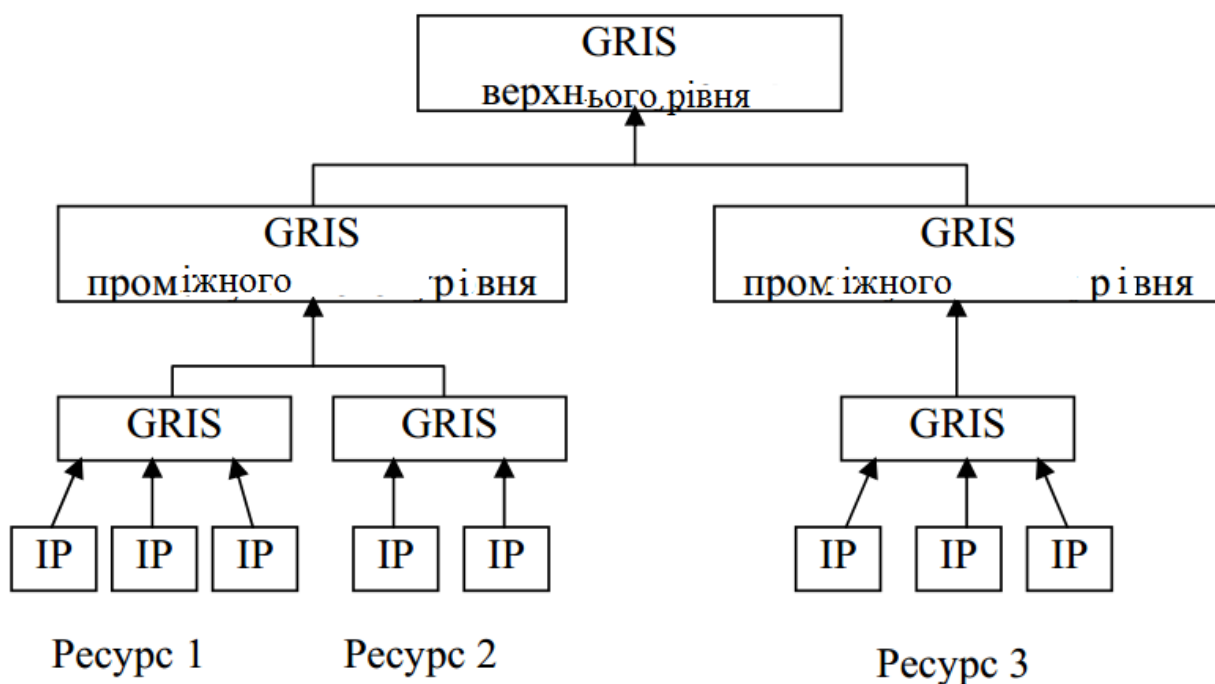 GRIS
верхнього рівня
GRIS
проміжного рівня
GRIS
проміжного рівня
GRIS
GRIS
GRIS
IP
IP
IP
IP
IP
IP
IP
IP
Ресурс 1
Ресурс 2
Ресурс 3